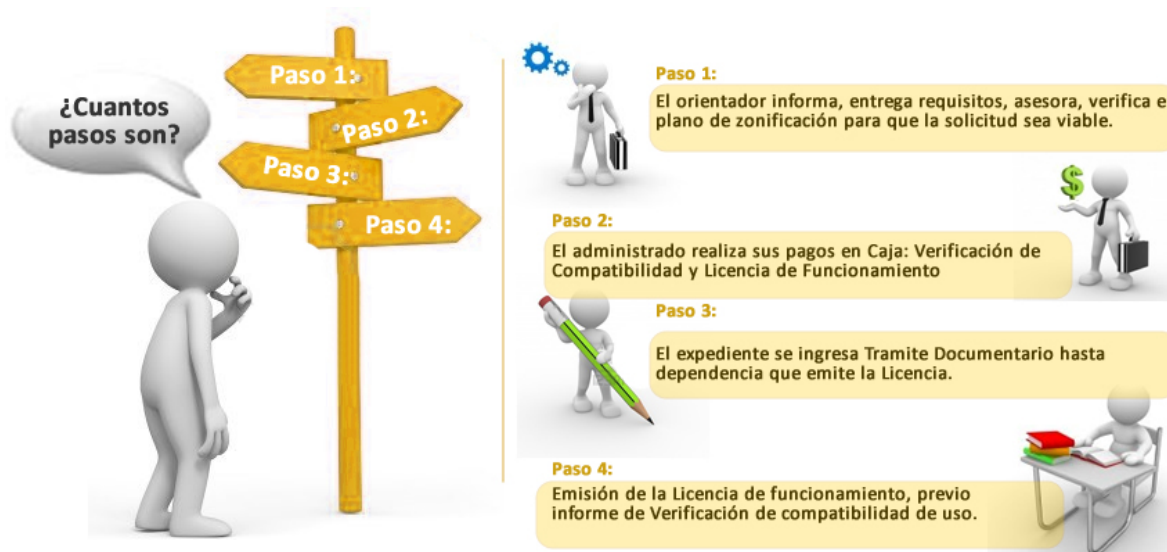 ¿Cuantos
pasos son?
Paso 1:
Paso 2:
Paso 3:
Paso 4:
Paso 1:
El orientador informa, entrega requisitos, asesora, verifica e
plano de zonificación para que la solicitud sea viable.
$
Paso 2:
El administrado realiza sus pagos en Caja: Verificación de
Compatibilidad y Licencia de Funcionamiento
Paso 3:
El expediente se ingresa Tramite Documentario hasta
dependencia que emite la Licencia.
Paso 4:
Emisión de la Licencia de funcionamiento, previo
informe de Verificación de compatibilidad de uso.